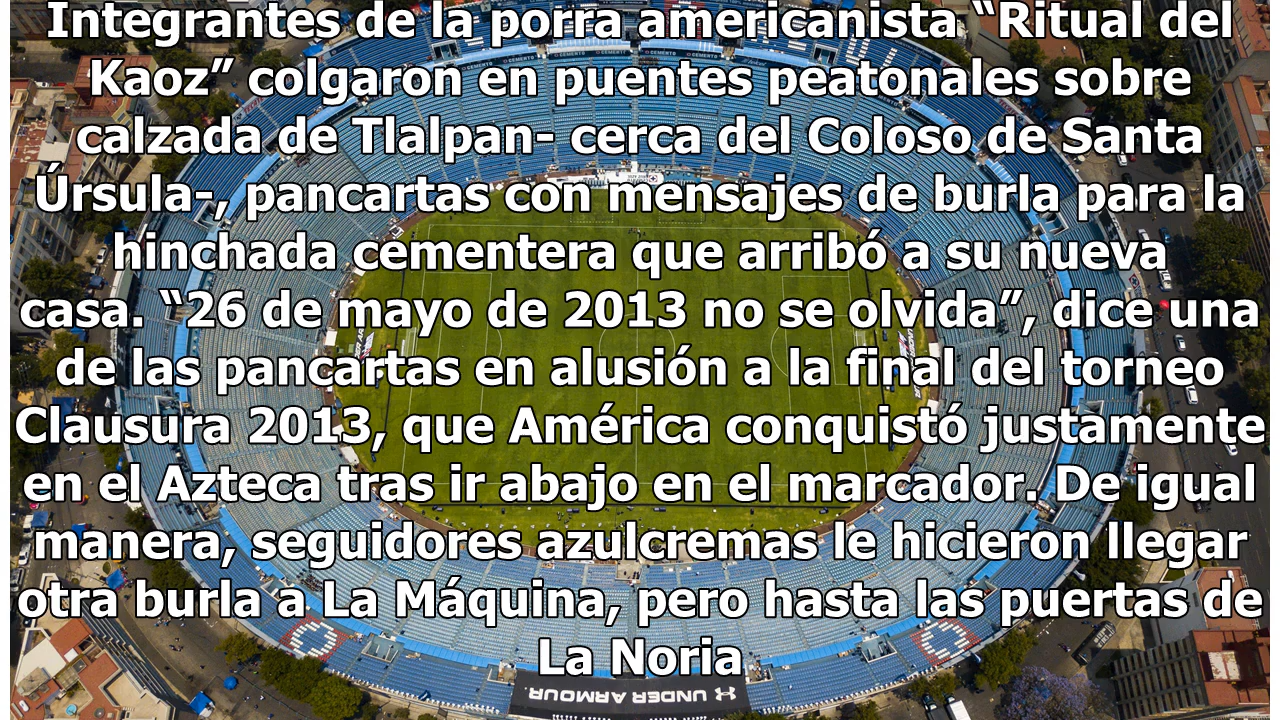 Integrantes de la porra americanista “Ritual del
Kaoz” colgaron en puentes peatonales sobre
calzada de Tlalpan- cerca del Coloso de Santa
Úrsula-, pancartas con mensajes de burla para la
hinchada cementera que arribó a su nueva
casa. “26 de mayo de 2013 no se olvida”, dice una
de las pancartas en alusión a la final del torneo
Clausura 2013, que América conquistó justamente
en el Azteca tras ir abajo en el marcador. De igual
manera, seguidores azulcremas le hicieron llegar
otra burla a La Máquina, pero hasta las puertas de
La Noria
UNDER ARMOUR